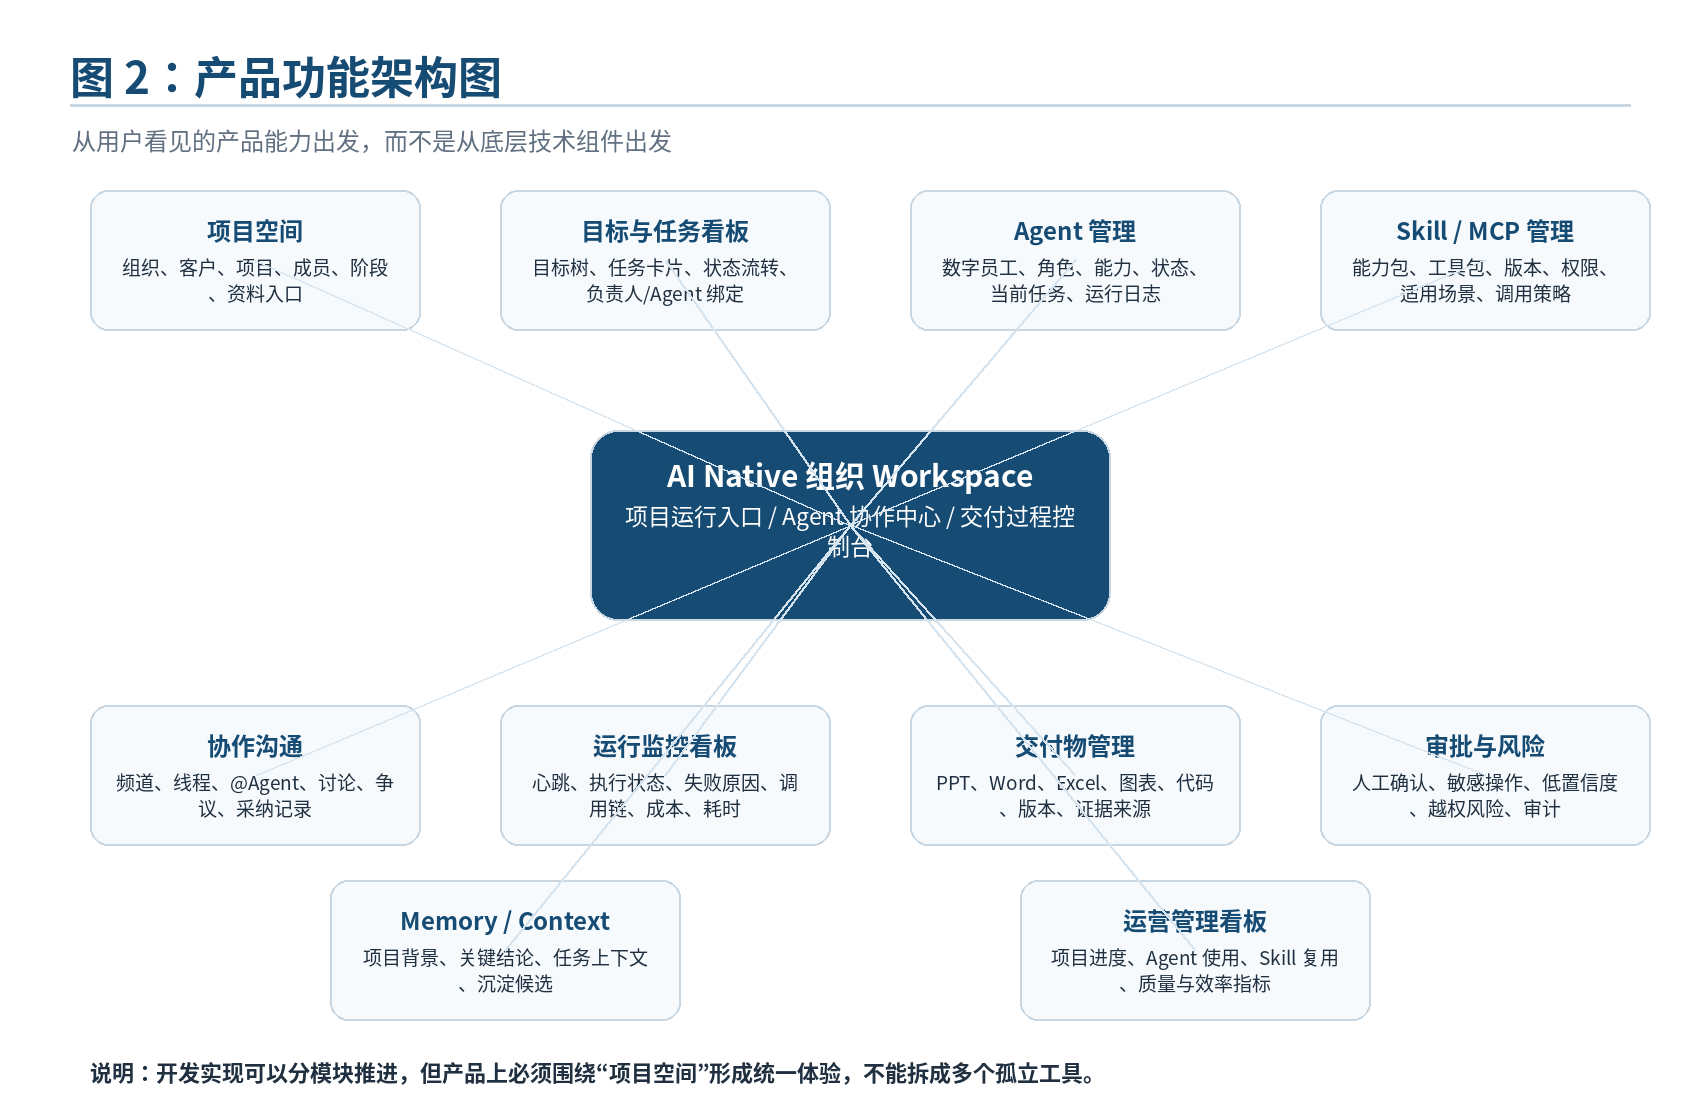 图 2：产品功能架构图
从用户看见的产品能力出发，而不是从底层技术组件出发
项目空间
组织、客户、项目、成员、阶段
、资料入口
目标与任务看板
目标树、任务卡片、状态流转、
负责人/Agent 绑定
Agent 管理
数字员工、角色、能力、状态、
当前任务、运行日志
Skill / MCP 管理
能力包、工具包、版本、权限、
适用场景、调用策略
AI Native 组织 Workspace
项目运行入口 / Agent 协作中心 / 交付过程控
制台
协作沟通
频道、线程、@Agent、讨论、争
议、采纳记录
运行监控看板
心跳、执行状态、失败原因、调
用链、成本、耗时
交付物管理
PPT、Word、Excel、图表、代码
、版本、证据来源
审批与风险
人工确认、敏感操作、低置信度
、越权风险、审计
Memory / Context
项目背景、关键结论、任务上下文
、沉淀候选
运营管理看板
项目进度、Agent 使用、Skill 复用
、质量与效率指标
说明：开发实现可以分模块推进，但产品上必须围绕“项目空间”形成统一体验，不能拆成多个孤立工具。